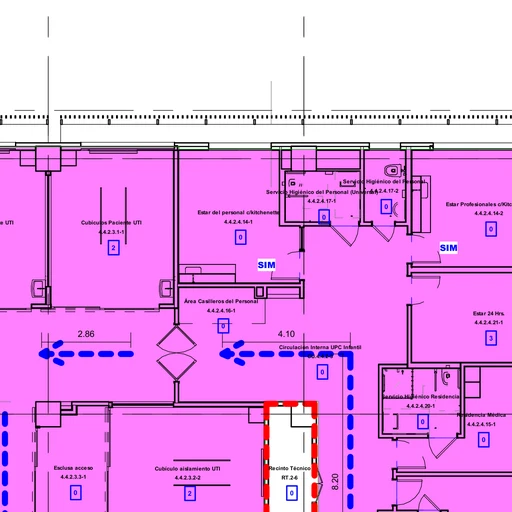 Servicio Higiénico del Personal
4.4.2.4.17-2
Servicio Higiénico del Personal (Universal)
4.4.2.4.17-1
0
0
e UTI
Cubículos Paciente UTI
4.4.2.3.1-1
2
Estar del personal c/kitchenette
4.4.2.4.14-1
0
Estar Profesionales c/Kitc
4.4.2.4.14-2
0
SIM
SIM
Área Casilleros del Personal
4.4.2.4.16-1
0
Estar 24 Hrs.
4.4.2.4.21-1
3
2.86
4.10
Circulación Interna UPC Infantil
0
Servicio Higiénico Residencia
4.4.2.4.20-1
0
Residencia Médica
4.4.2.4.15-1
0
Esclusa acceso
4.4.2.3.3-1
0
Cubículo aislamiento UTI
4.4.2.3.2-2
2
Recinto Técnico
RT.2-6
0
8.20